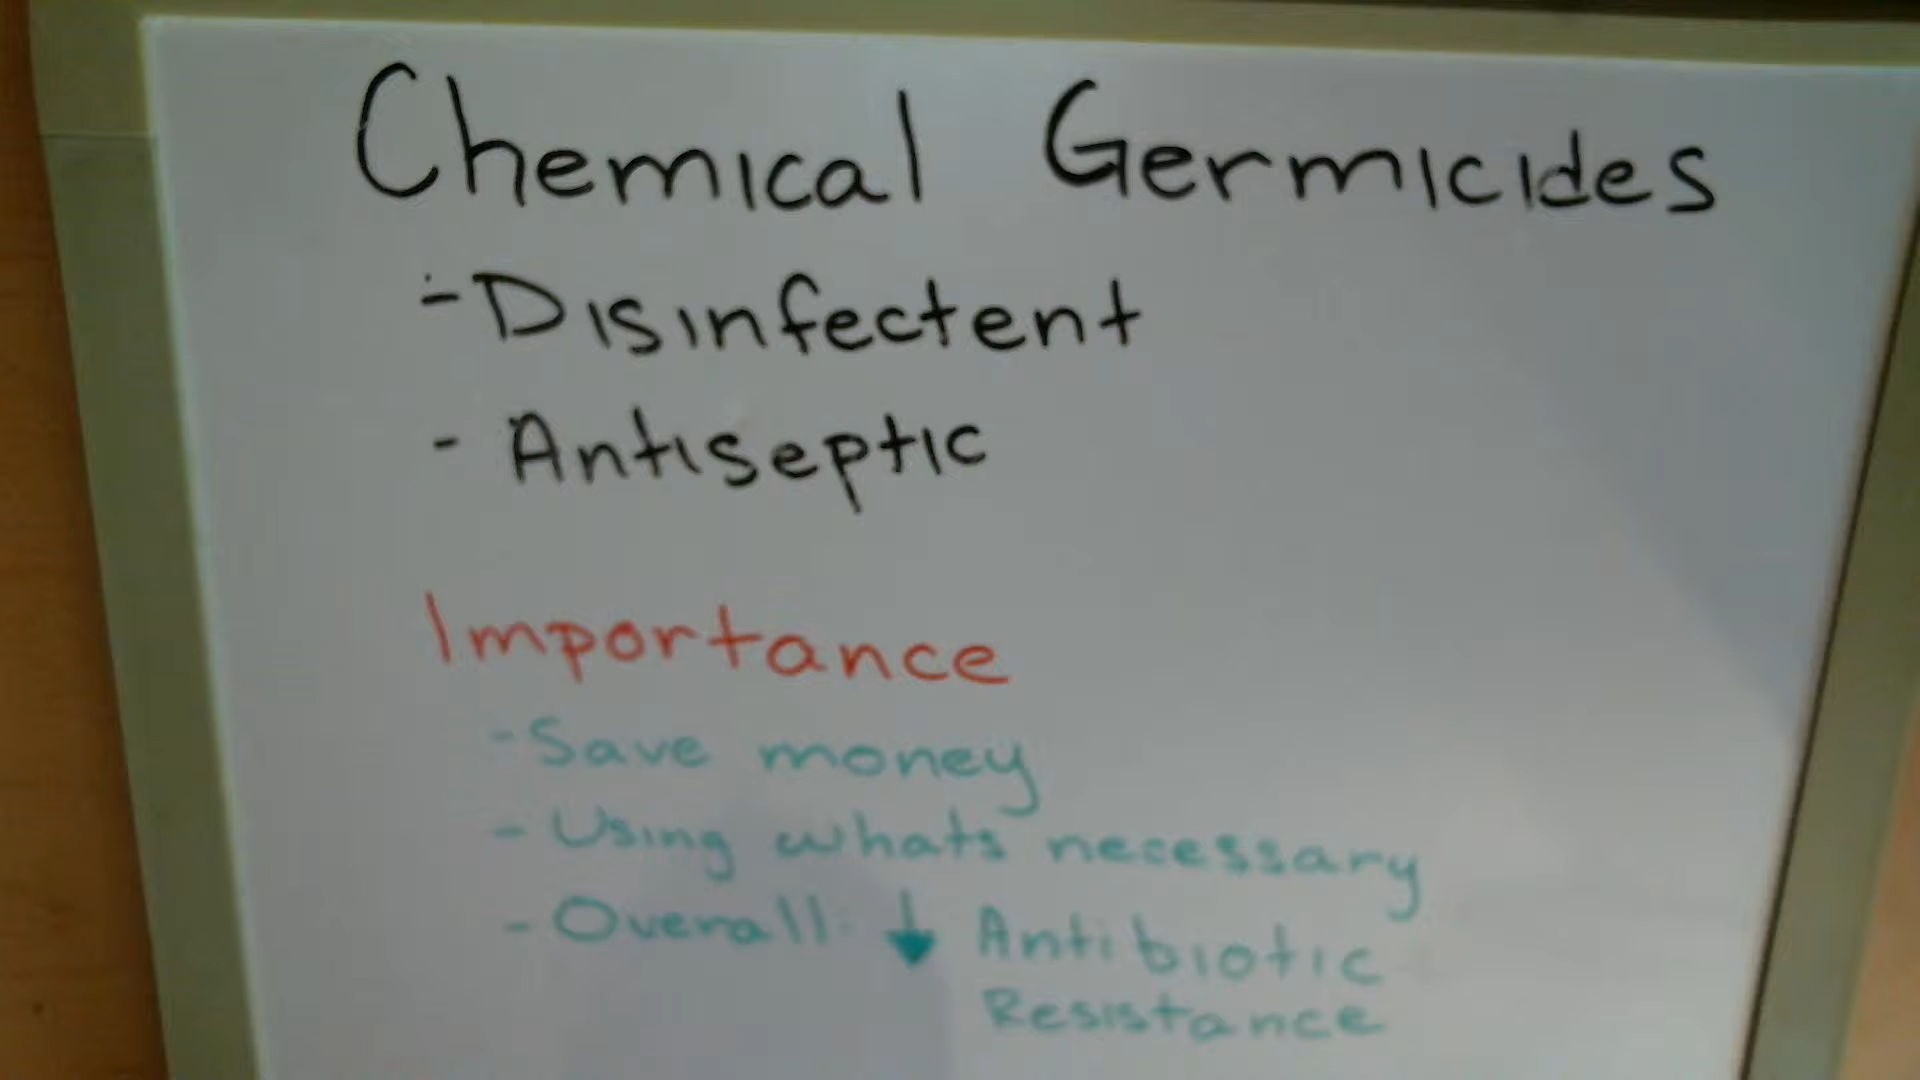 Chemical Germicides
- Disinfectent
- Antiseptic
Importance
- Save money
- Using whats necessary
- Overall ↓ Antibiotic
Resistance